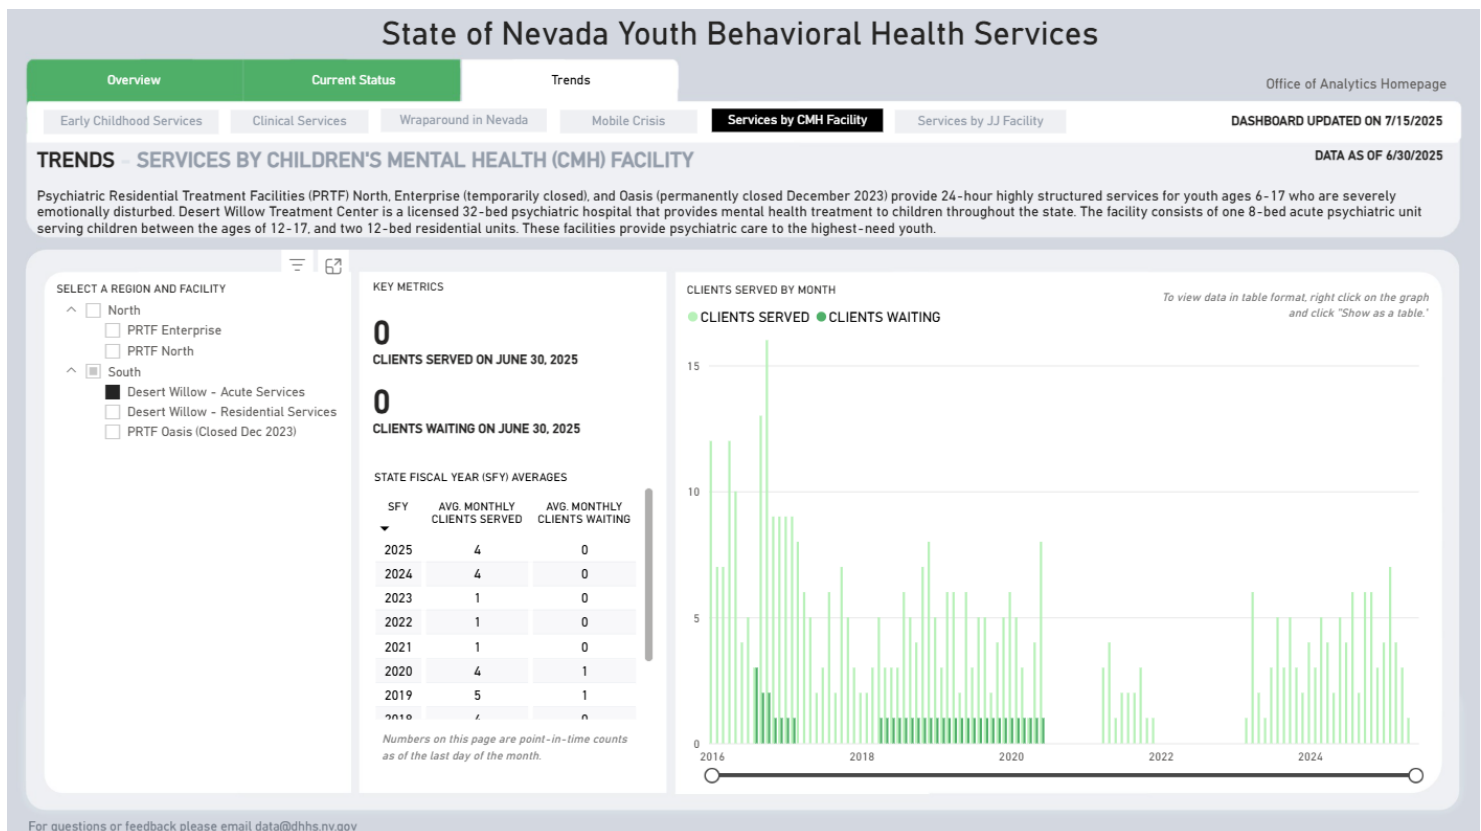 State of Nevada Youth Behavioral Health Services
Overview
Current Status
Trends
Office of Analytics Homepage
Early Childhood Services
Clinical Services
Wraparound in Nevada
Mobile Crisis
Services by CMH Facility
Services by JJ Facility
DASHBOARD UPDATED ON 7/15/2025
TRENDS - SERVICES BY CHILDREN'S MENTAL HEALTH (CMH) FACILITY
DATA AS OF 6/30/2025
Psychiatric Residential Treatment Facilities (PRTF) North, Enterprise (temporarily closed), and Oasis (permanently closed December 2023) provide 24-hour highly structured services for youth ages 6-17 who are severely
emotionally disturbed. Desert Willow Treatment Center is a licensed 32-bed psychiatric hospital that provides mental health treatment to children throughout the state. The facility consists of one 8-bed acute psychiatric unit
serving children between the ages of 12-17, and two 12-bed residential units. These facilities provide psychiatric care to the highest-need youth.
SELECT A REGION AND FACILITY
North
PRTF Enterprise
PRTF North
South
Desert Willow - Acute Services
Desert Willow - Residential Services
PRTF Oasis (Closed Dec 2023)
KEY METRICS
0
CLIENTS SERVED ON JUNE 30, 2025
0
CLIENTS WAITING ON JUNE 30, 2025
STATE FISCAL YEAR (SFY) AVERAGES
SFY AVG. MONTHLY CLIENTS SERVED AVG. MONTHLY CLIENTS WAITING
2025 4 0
2024 4 0
2023 1 0
2022 1 0
2021 1 0
2020 4 1
2019 5 1
2018 4 0
Numbers on this page are point-in-time counts
as of the last day of the month.
CLIENTS SERVED BY MONTH
To view data in table format, right click on the graph
and click "Show as a table."
CLIENTS SERVED CLIENTS WAITING
15
10
5
0
2016 2018 2020 2022 2024
For questions or feedback please email data@dhhs.nv.gov